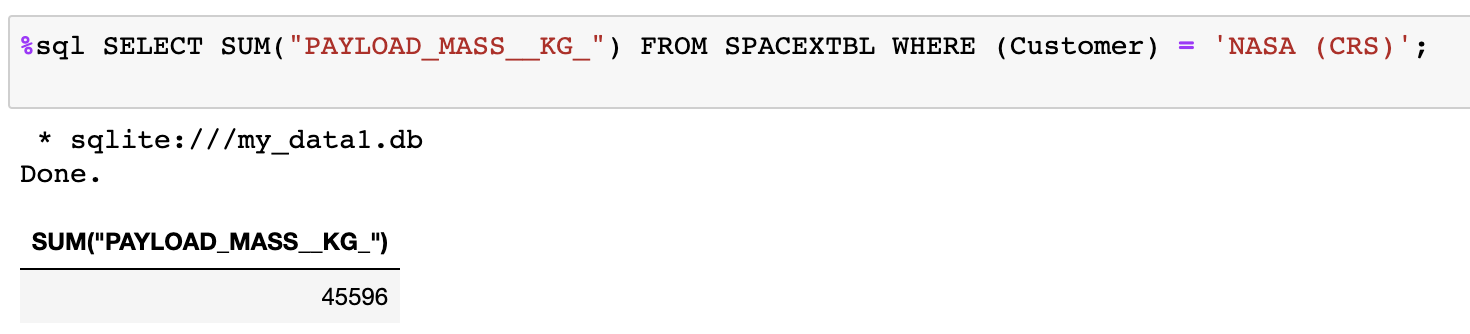 %sql SELECT SUM("PAYLOAD_MASS__KG_") FROM SPACEXTBL WHERE (Customer) = 'NASA (CRS)';
* sqlite:///my_data1.db
Done.
SUM("PAYLOAD_MASS__KG_")
45596